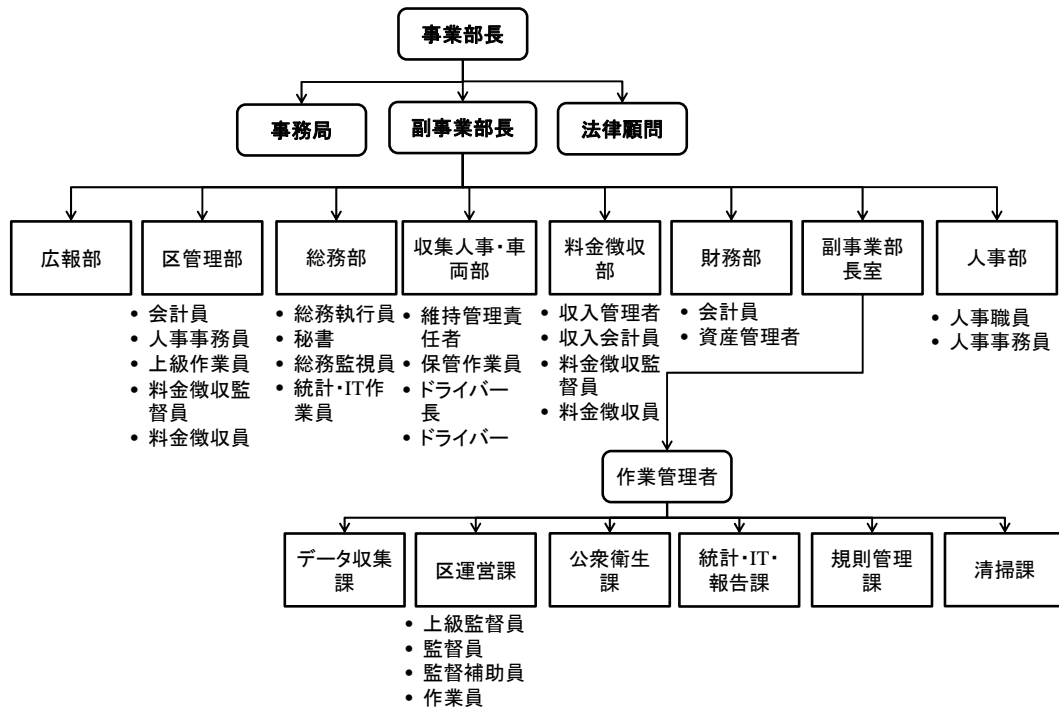 事業部長
事務局
副事業部長
法律顧問
広報部
区管理部
総務部
収集人事・車
両部
料金徴収
部
財務部
副事業部
長室
人事部
• 会計員
• 人事事務員
• 上級作業員
• 料金徴収監
督員
• 料金徴収員
• 総務執行員
• 秘書
• 総務監視員
• 統計・IT作
業員
• 維持管理責
任者
• 保管作業員
• ドライバー
長
• ドライバー
• 収入管理者
• 収入会計員
• 料金徴収監
督員
• 料金徴収員
• 会計員
• 資産管理者
• 人事職員
• 人事事務員
作業管理者
データ収集
課
区運営課
公衆衛生
課
統計・IT・
報告課
規則管理
課
清掃課
• 上級監督員
• 監督員
• 監督補助員
• 作業員